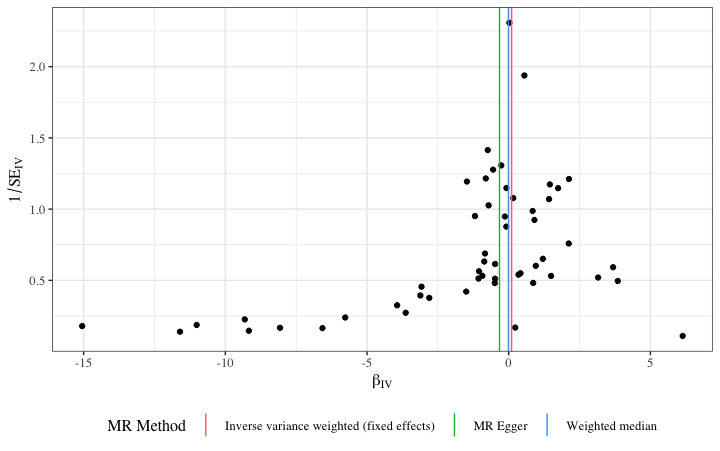 1/SE_IV
2.0
1.5
1.0
0.5
-15
-10
-5
0
5
β_IV
MR Method
Inverse variance weighted (fixed effects)
MR Egger
Weighted median